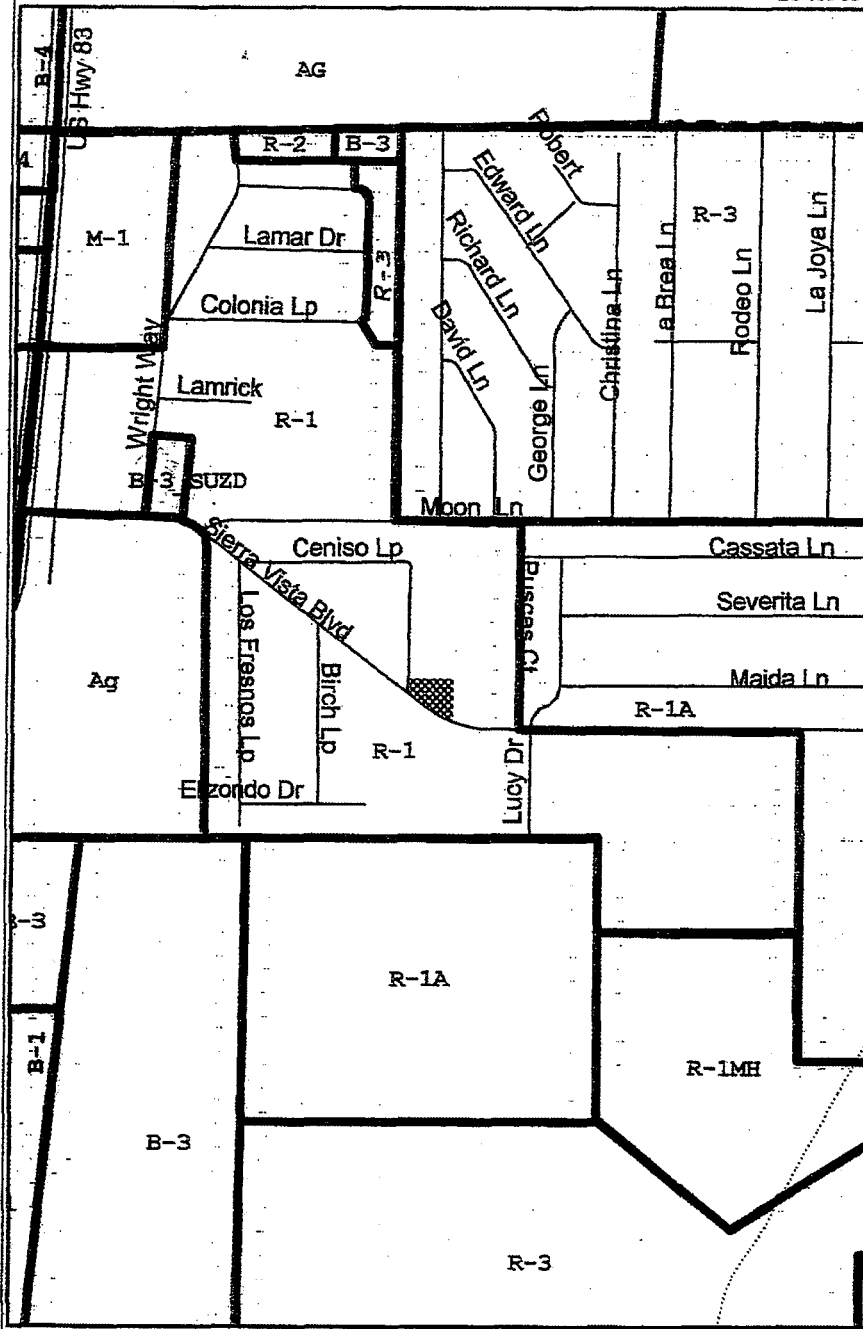 B-4
US Hwy 83
AG
R-2
B-3
4
M-1
Lamar Dr
R-3
Colonia Lp
Wright Way
Lamrick
R-1
B-3 SUZD
Robert
Edward Ln
Richard Ln
David Ln
George Ln
Christina Ln
La Brea Ln
R-3
Rodeo Ln
La Joya Ln
Moon Ln
Sierra Vista Blvd
Ceniso Lp
Cassata Ln
Severita Ln
Maida Ln
R-1A
Ag
Los Fresnos Lp
Birch Lp
R-1
Elizondo Dr
Lucy Dr
B-1
B-3
R-1A
R-1MH
R-3